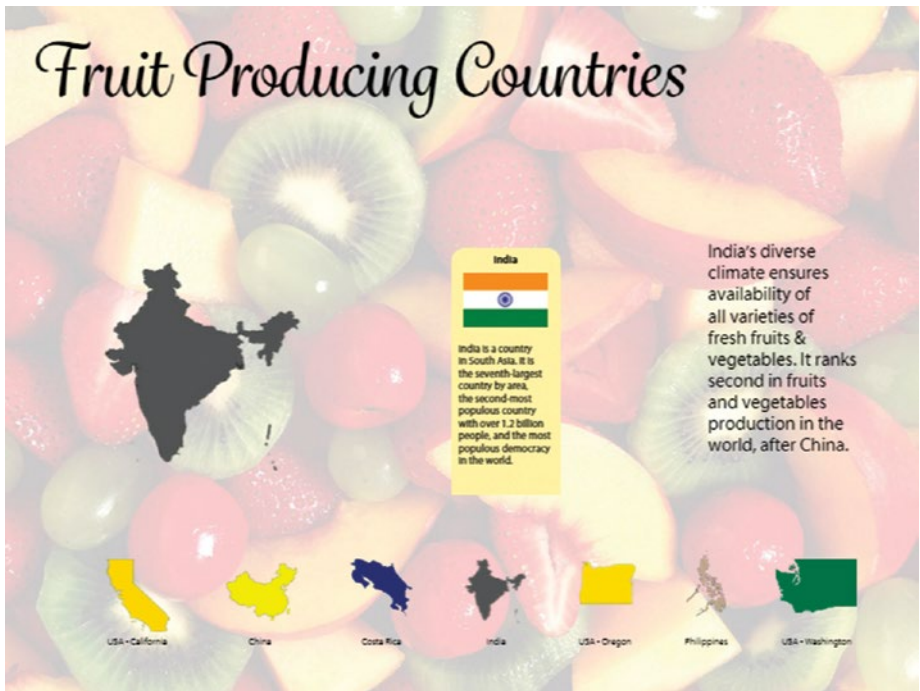 Fruit Producing Countries
India
India is a country
in South Asia. It is
the seventh-largest
country by area,
the second-most
populous country
with over 1.2 billion
people, and the most
populous democracy
in the world.
India's diverse
climate ensures
availability of
all varieties of
fresh fruits &
vegetables. It ranks
second in fruits
and vegetables
production in the
world, after China.
USA - California
China
Costa Rica
India
USA - Oregon
Philippines
USA - Washington